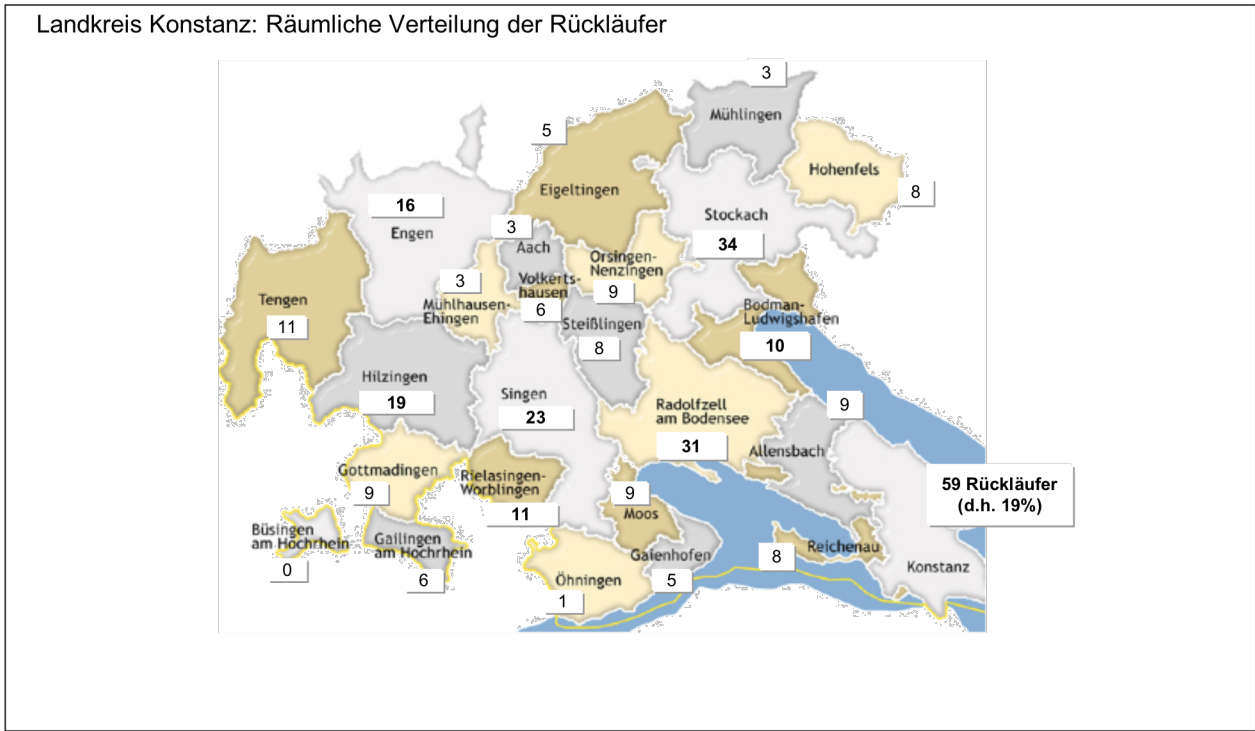 Landkreis Konstanz: Räumliche Verteilung der Rückläufer
3
Mühlingen
5
Eigeltingen
Hohenfels
8
16
Engen
Stockach
34
3
Aach
Orsingen-
Nenzingen
9
3
Mühlhausen-
Ehingen
Volkerts-
hausen
6
Tengen
11
Steißlingen
8
Bodman-
Ludwigshafen
10
Hilzingen
19
Singen
23
Radolfzell
am Bodensee
31
9
Allensbach
59 Rückläufer
(d.h. 19%)
Gottmadingen
9
Rielasingen-
Worblingen
11
9
Moos
Büsingen
am Hochrhein
0
Gailingen
am Hochrhein
6
Gaienhofen
5
Öhningen
1
Reichenau
8
Konstanz